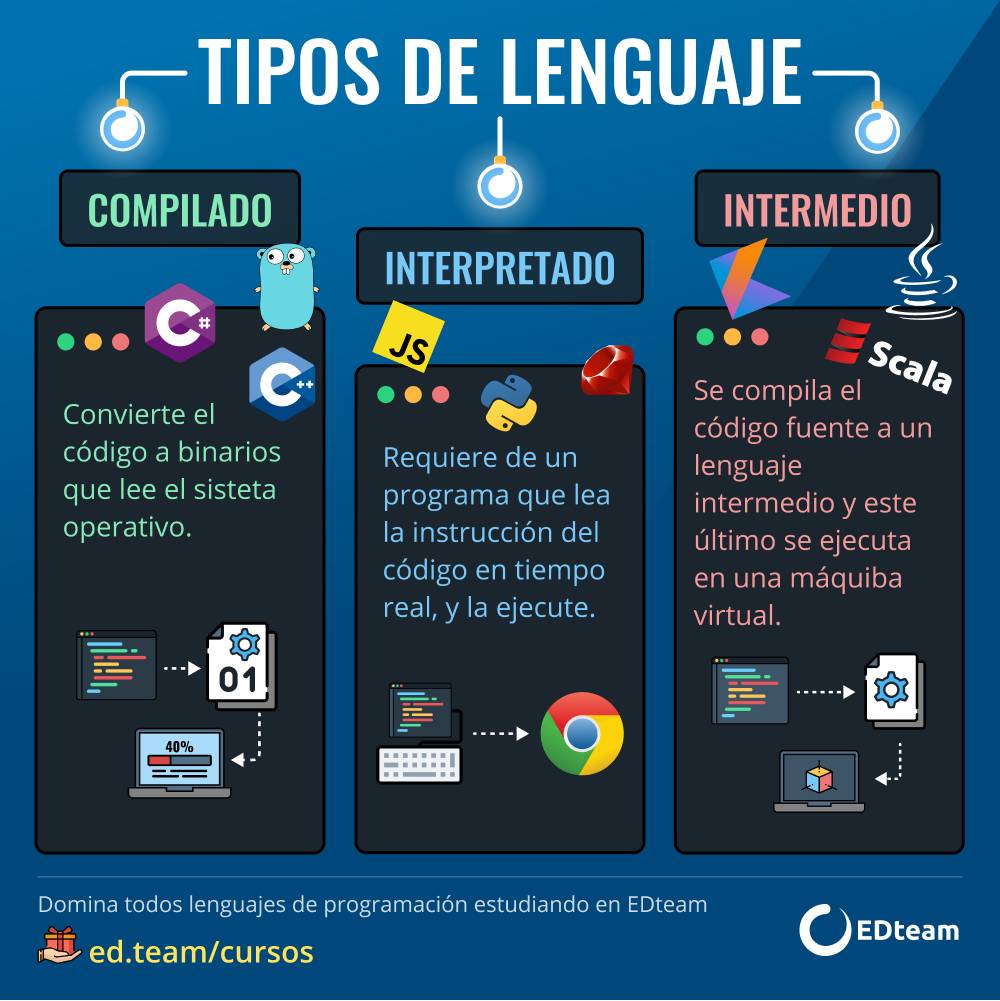 TIPOS DE LENGUAJE
COMPILADO
C#
C++
Convierte el
código a binarios
que lee el sisteta
operativo.
01
40%
INTERPRETADO
JS
Requiere de un
programa que lea
la instrucción del
código en tiempo
real, y la ejecute.
INTERMEDIO
Scala
Se compila el
código fuente a un
lenguaje
intermedio y este
último se ejecuta
en una máquiba
virtual.
Domina todos lenguajes de programación estudiando en EDteam
ed.team/cursos
EDteam